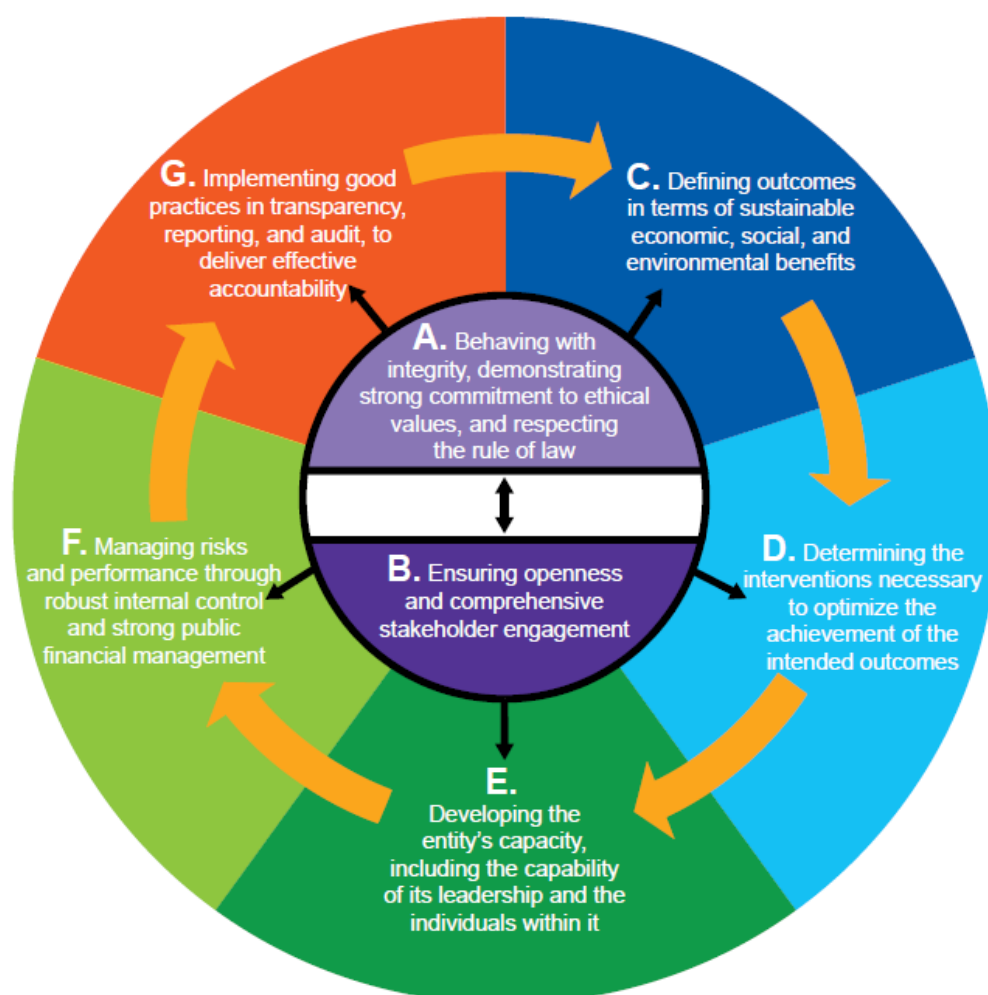 A. Behaving with
integrity, demonstrating
strong commitment to ethical
values, and respecting
the rule of law
B. Ensuring openness
and comprehensive
stakeholder engagement
C. Defining outcomes
in terms of sustainable
economic, social, and
environmental benefits
D. Determining the
interventions necessary
to optimize the
achievement of the
intended outcomes
E.
Developing the
entity’s capacity,
including the capability
of its leadership and the
individuals within it
F. Managing risks
and performance through
robust internal control
and strong public
financial management
G. Implementing good
practices in transparency,
reporting, and audit, to
deliver effective
accountability